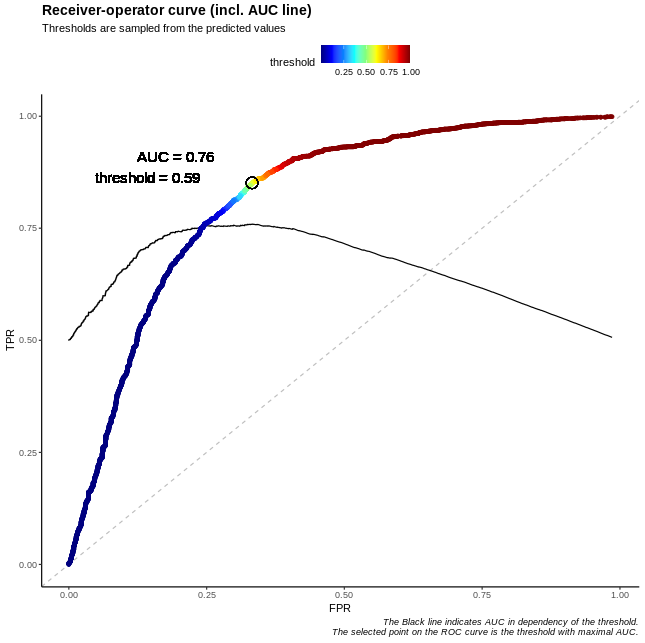 Receiver-operator curve (incl. AUC line)
Thresholds are sampled from the predicted values
threshold
0.25 0.50 0.75 1.00
1.00
AUC = 0.76
threshold = 0.59
0.75
TPR
0.50
0.25
0.00
0.00 0.25 0.50 0.75 1.00
FPR
The Black line indicates AUC in dependency of the threshold.
The selected point on the ROC curve is the threshold with maximal AUC.